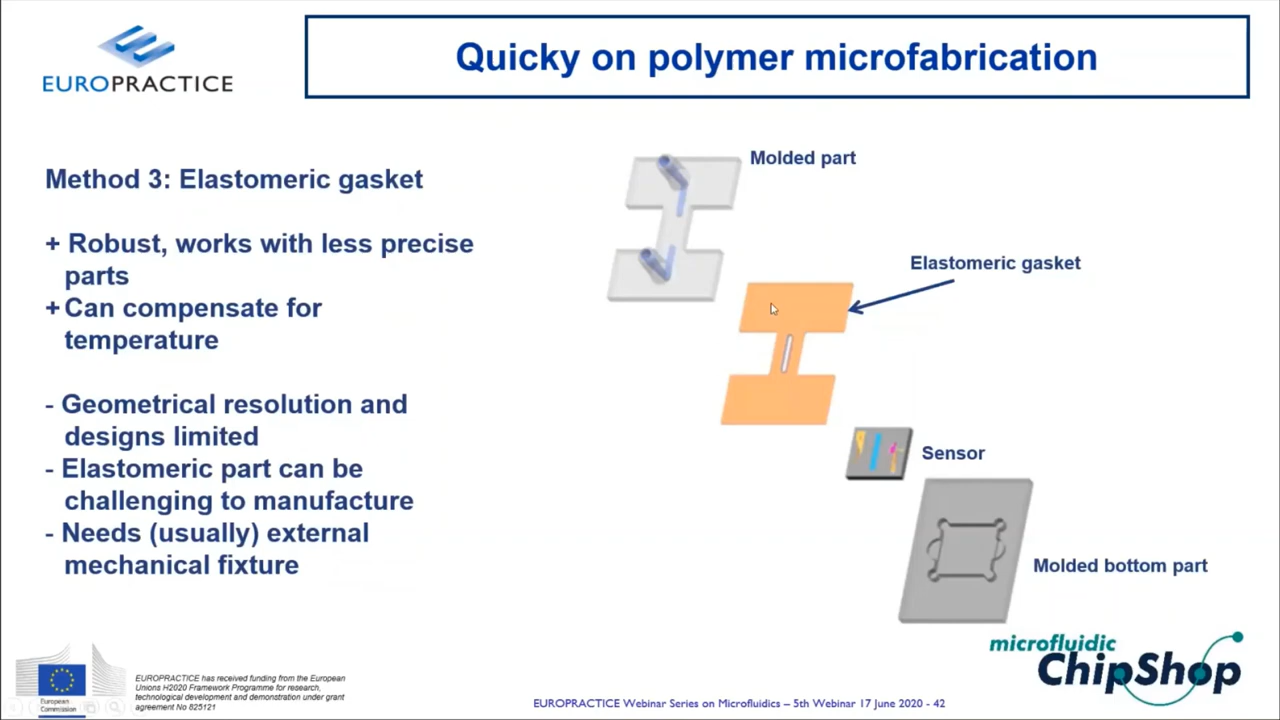 EUROPRACTICE
Quicky on polymer microfabrication
Method 3: Elastomeric gasket
+ Robust, works with less precise
parts
+ Can compensate for
temperature
- Geometrical resolution and
designs limited
- Elastomeric part can be
challenging to manufacture
- Needs (usually) external
mechanical fixture
Molded part
Elastomeric gasket
Sensor
Molded bottom part
European
Commission
EUROPRACTICE has received funding from the European
Unions H2020 Framework Programme for research,
technological development and demonstration under grant
agreement No 825121
EUROPRACTICE Webinar Series on Microfluidics – 5th Webinar 17 June 2020 - 42
microfluidic
ChipShop